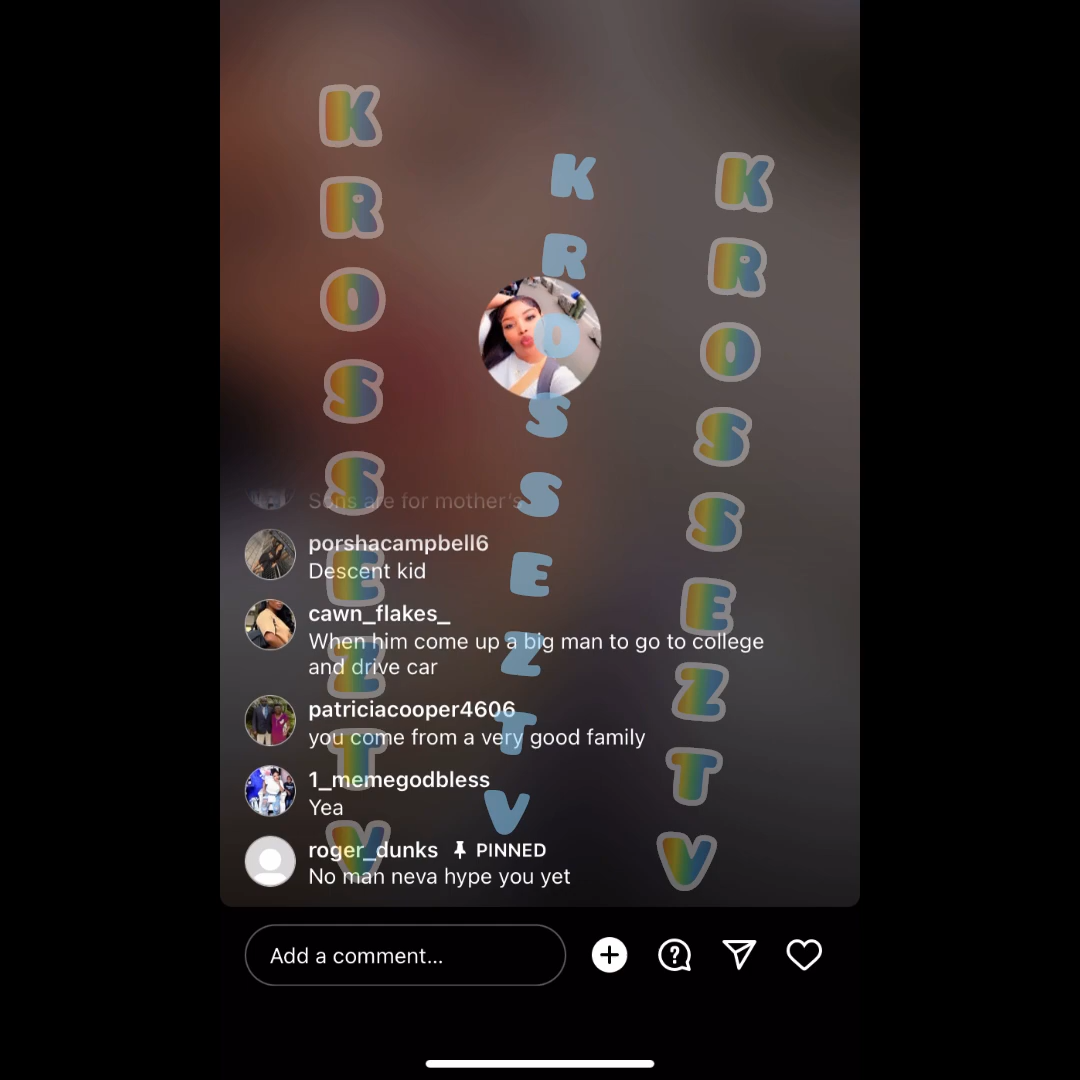 KROSSEZTV
KROSSEZTV
KROSSEZTV
Sons are for mother's
porshacampbell6
Descent kid
cawn_flakes_
When him come up a big man to go to college
and drive car
patriciacooper4606
you come from a very good family
1_memegodbless
Yea
roger_dunks PINNED
No man neva hype you yet
Add a comment...